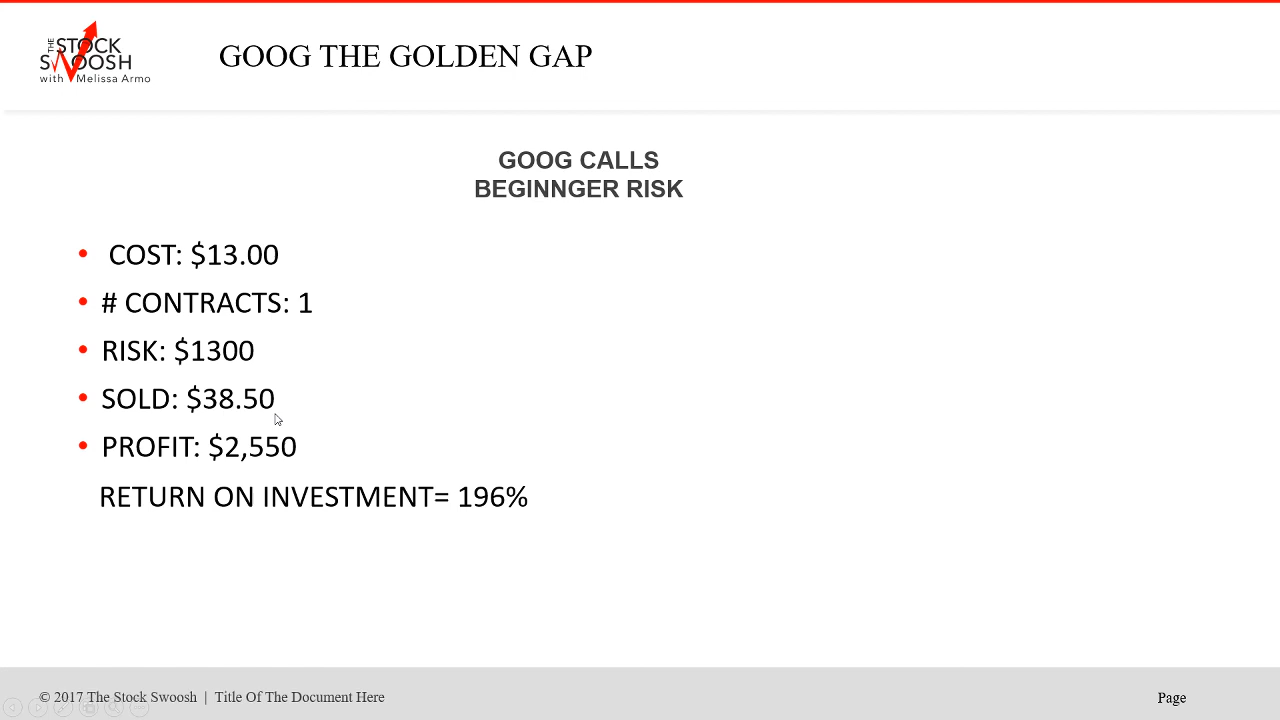 THE
STOCK
SWOOSH
with Melissa Armo
GOOG THE GOLDEN GAP
GOOG CALLS
BEGINNGER RISK
• COST: $13.00
• # CONTRACTS: 1
• RISK: $1300
• SOLD: $38.50
• PROFIT: $2,550
RETURN ON INVESTMENT= 196%
© 2017 The Stock Swoosh | Title Of The Document Here
Page